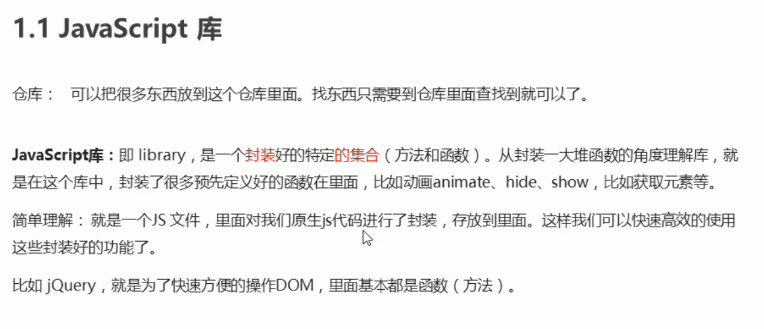 1.1 JavaScript 库
仓库： 可以把很多东西放到这个仓库里面。找东西只需要到仓库里面查找到就可以了。
JavaScript库：即 library，是一个封装好的特定的集合（方法和函数）。从封装一大堆函数的角度理解库，就
是在这个库中，封装了很多预先定义好的函数在里面，比如动画animate、hide、show，比如获取元素等。
简单理解： 就是一个JS 文件，里面对我们原生js代码进行了封装，存放到里面。这样我们可以快速高效的使用
这些封装好的功能了。
比如 jQuery，就是为了快速方便的操作DOM，里面基本都是函数（方法）。